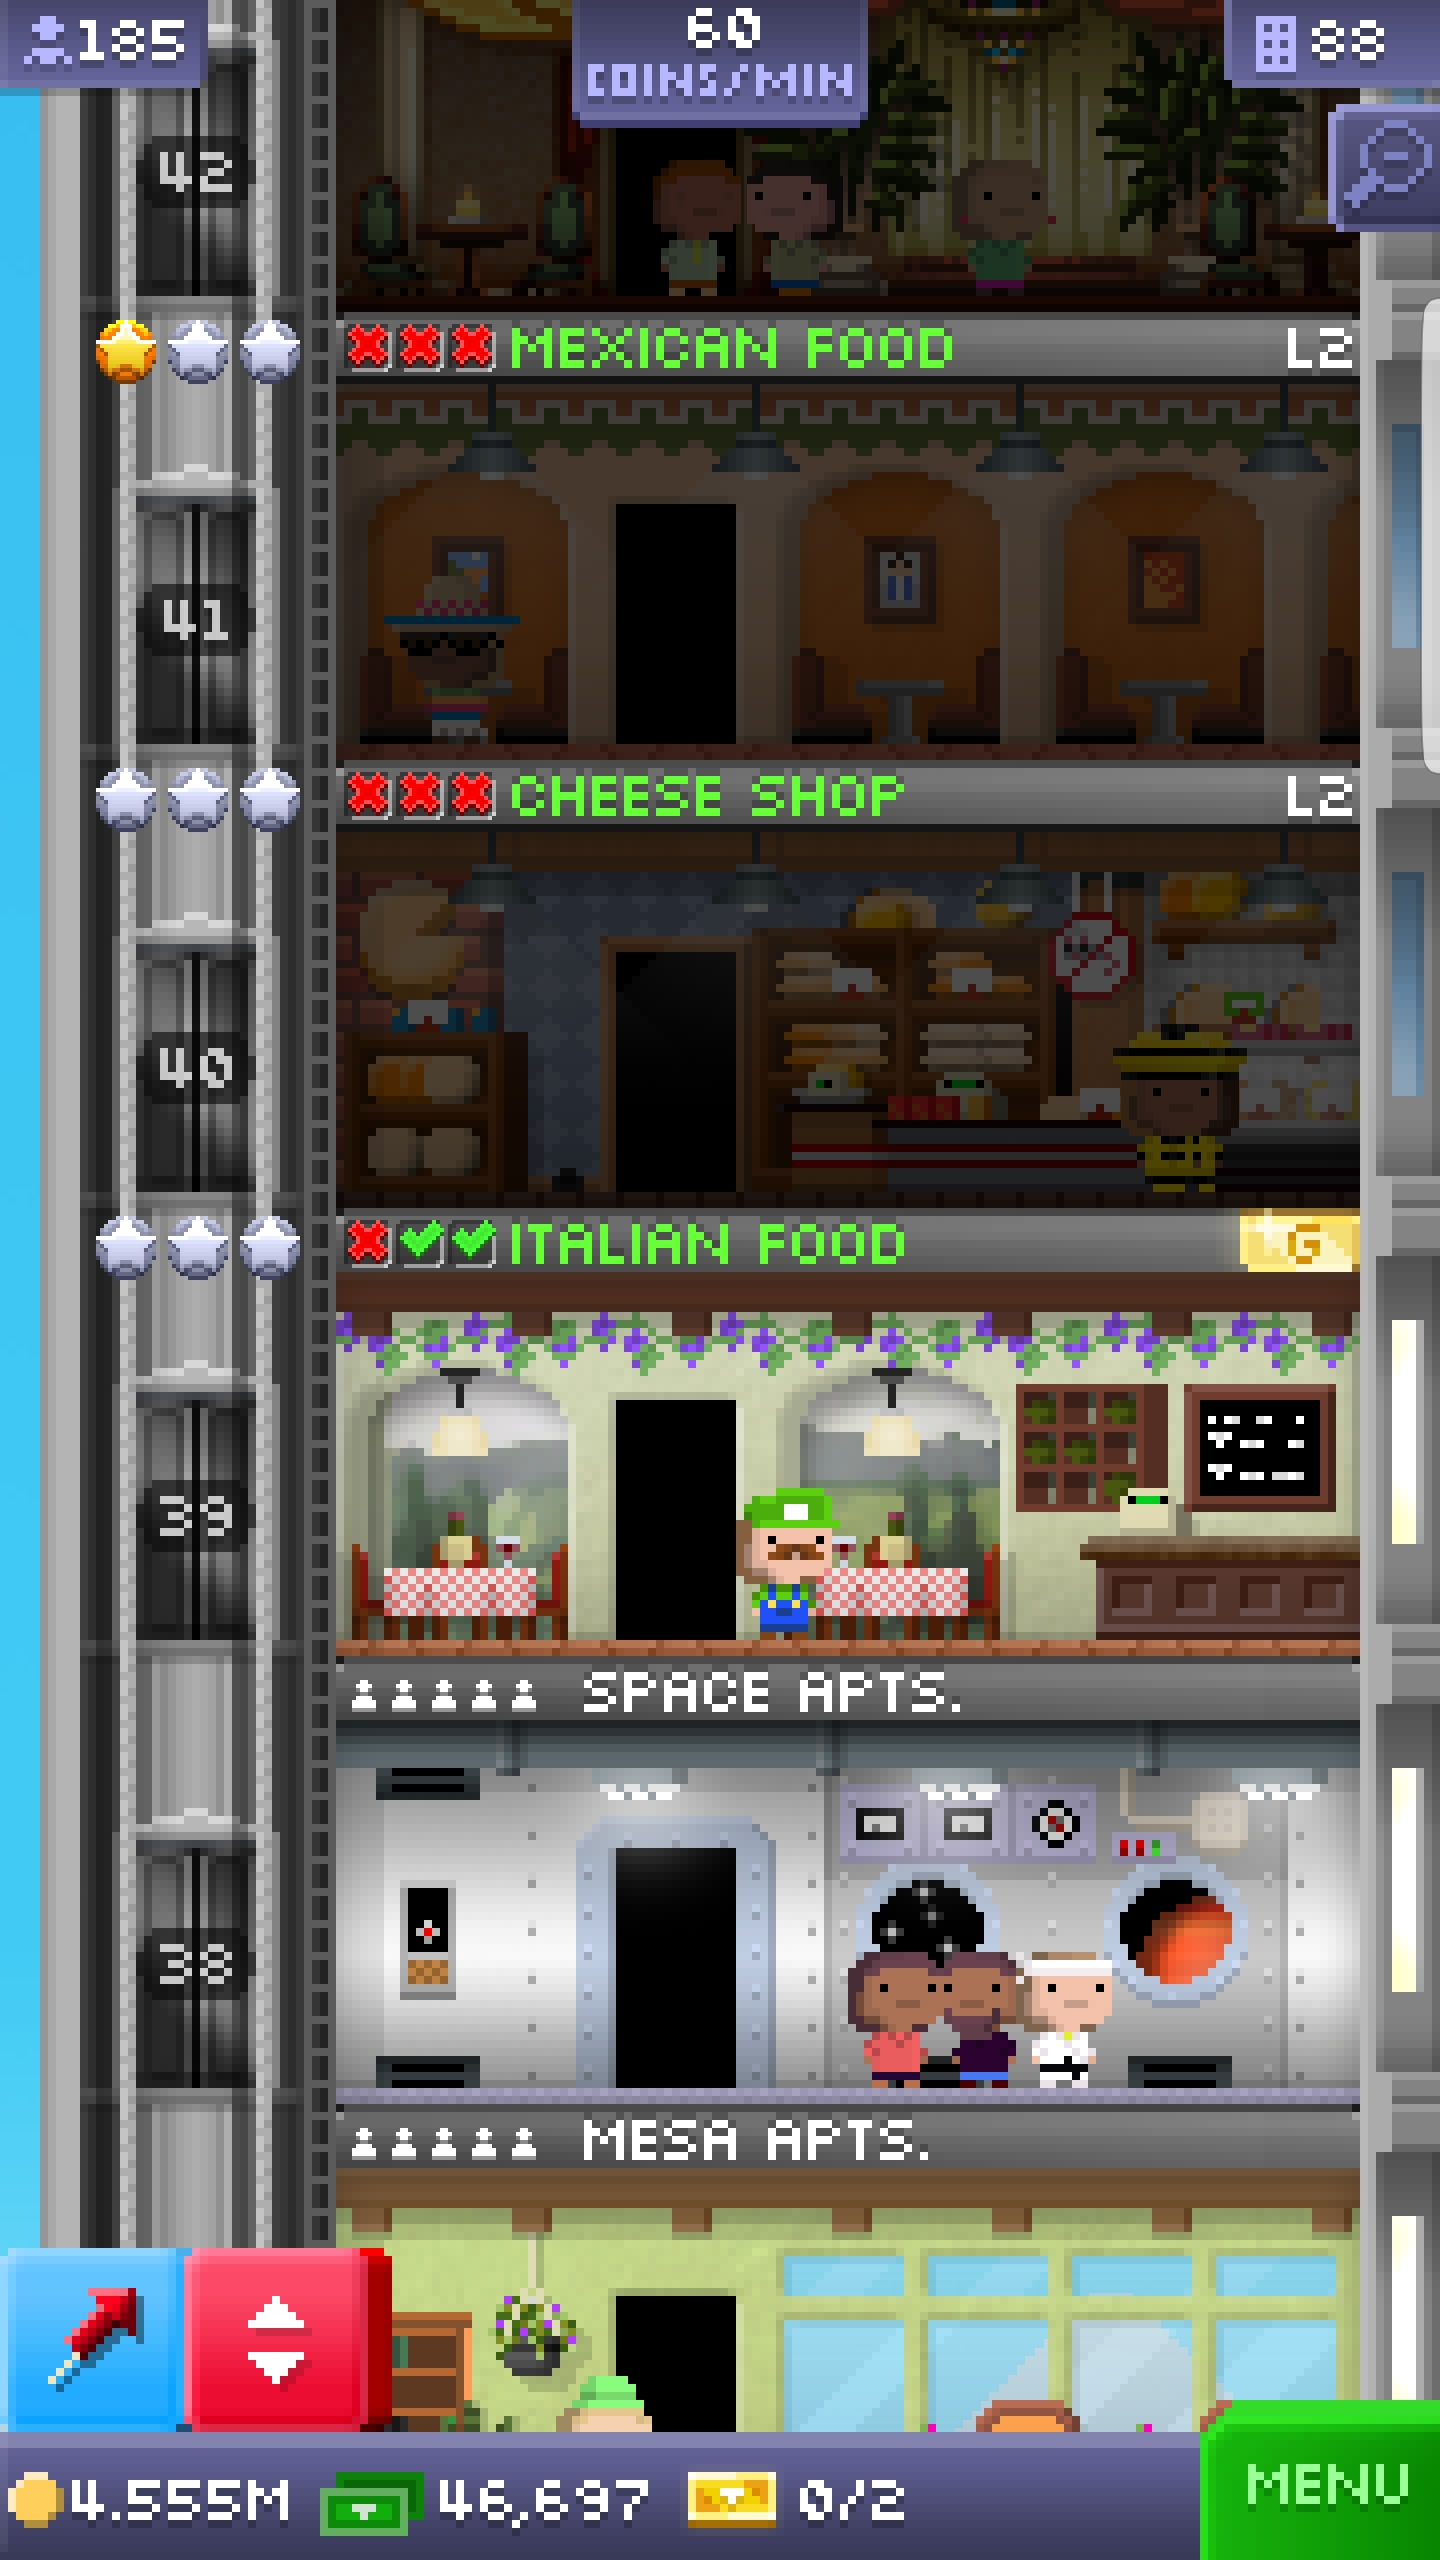 185
60
COINS/MIN
88
42
MEXICAN FOOD L2
41
CHEESE SHOP L2
40
ITALIAN FOOD G
39
SPACE APTS.
38
MESA APTS.
4.555M 46,697 0/2
MENU